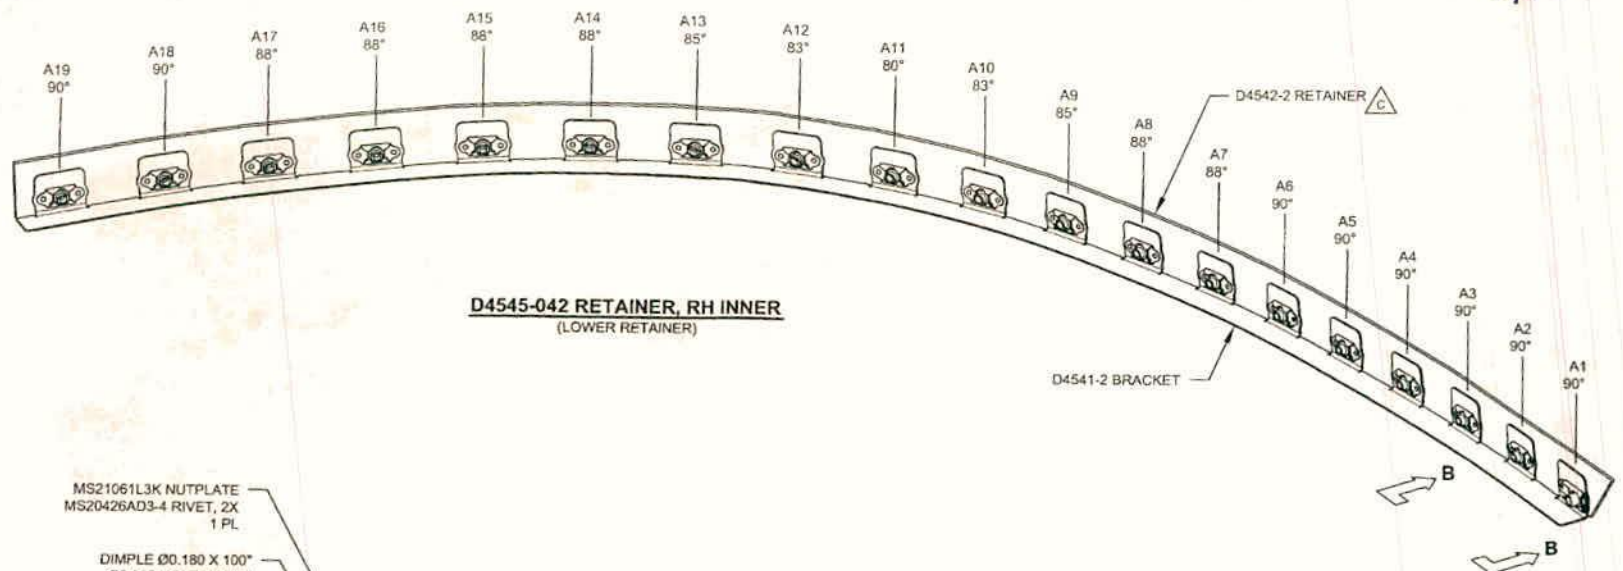 A19
90°
A18
90°
A17
88°
A16
88°
A15
88°
A14
88°
A13
85°
A12
83°
A11
80°
A10
83°
A9
85°
A8
88°
A7
88°
A6
90°
A5
90°
A4
90°
A3
90°
A2
90°
A1
90°
D4542-2 RETAINER C
D4545-042 RETAINER, RH INNER
(LOWER RETAINER)
D4541-2 BRACKET
B
B
MS21061L3K NUTPLATE
MS20426AD3-4 RIVET, 2X
1 PL
DIMPLE Ø0.180 X 100°